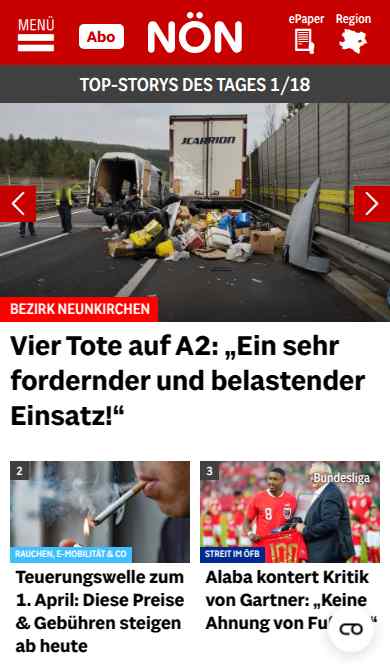 MENÜ
Abo
NÖN
ePaper
Region
TOP-STORYS DES TAGES 1/18
CARRION
BEZIRK NEUNKIRCHEN
Vier Tote auf A2: „Ein sehr
fordernder und belastender
Einsatz!“
2
RAUCHEN, E-MOBILITÄT & CO
Teuerungswelle zum
1. April: Diese Preise
& Gebühren steigen
ab heute
3
Bundesliga
8
100
STREIT IM ÖFB
Alaba kontert Kritik
von Gartner: „Keine
Ahnung von